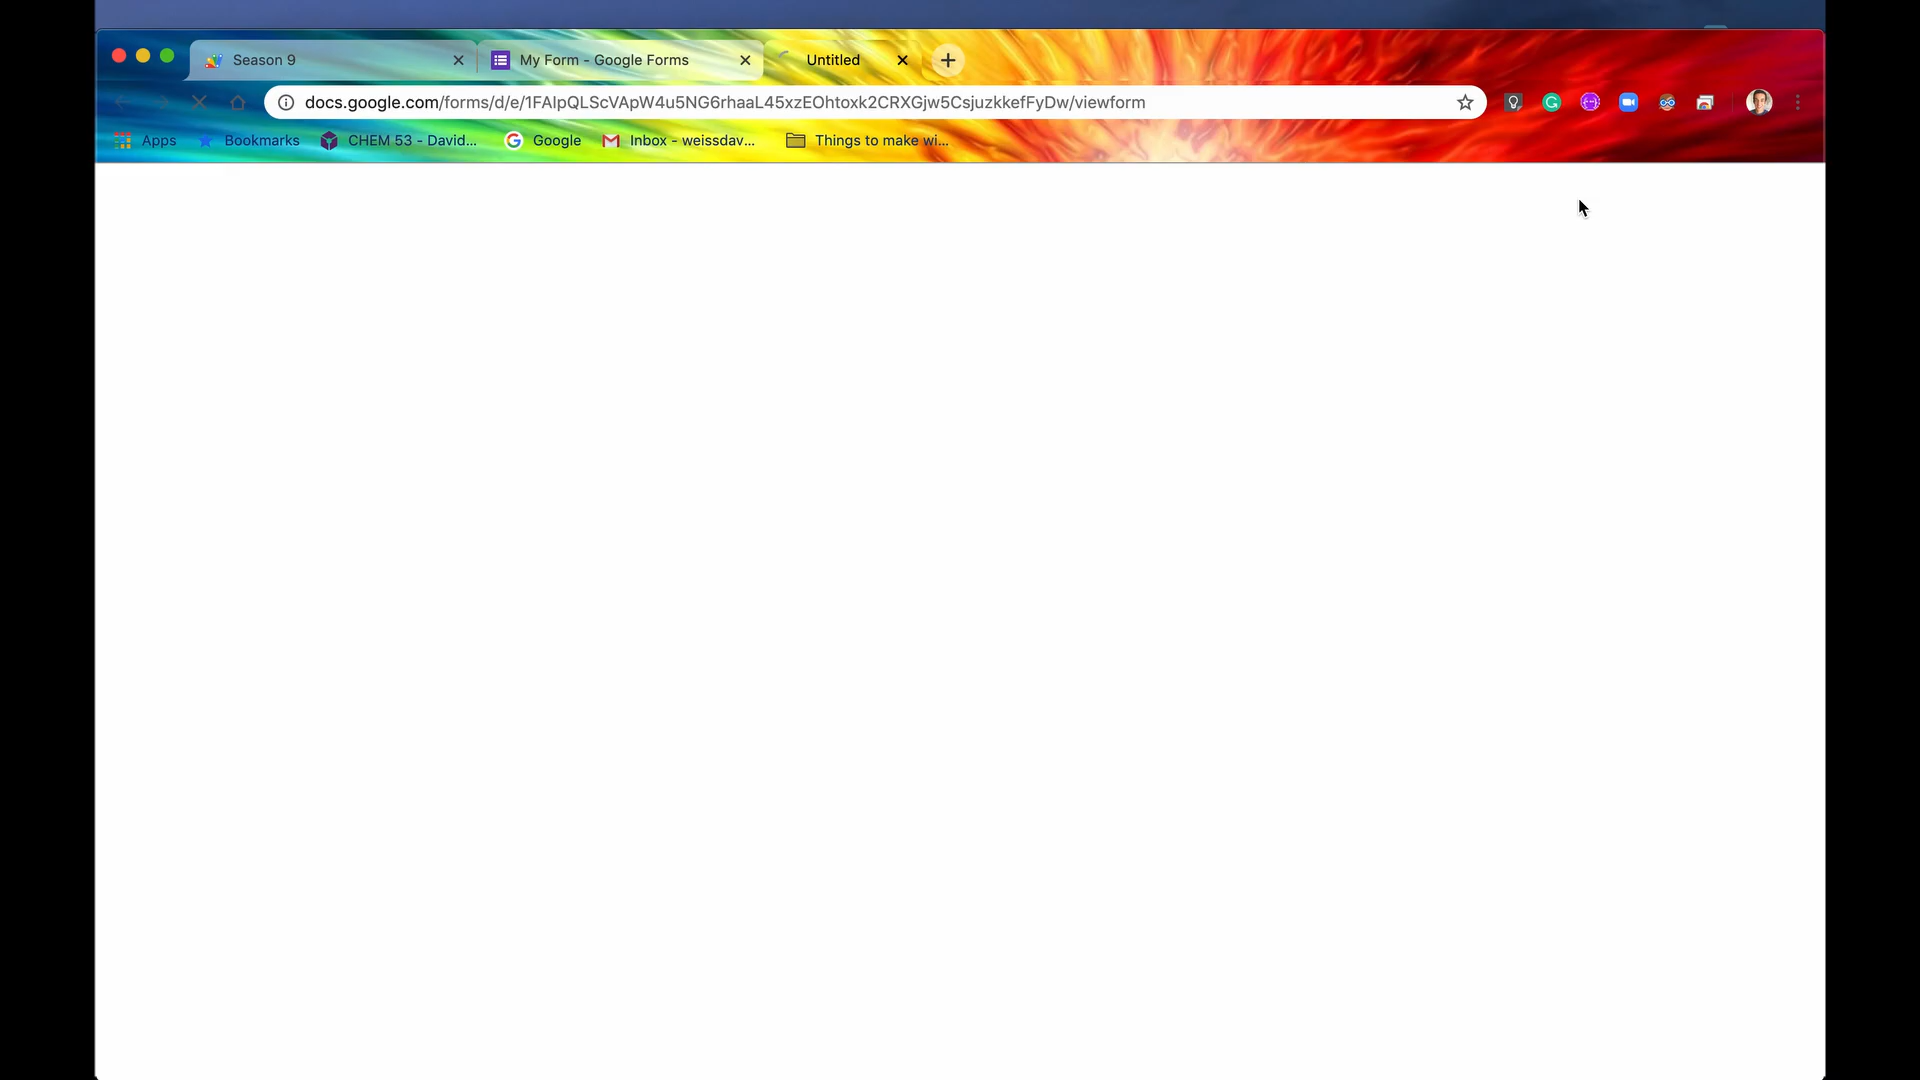 Season 9
My Form - Google Forms
Untitled
docs.google.com/forms/d/e/1FAIpQLScVApW4u5NG6rhaaL45xzEOhtoxk2CRXGjw5CsjuzkkefFyDw/viewform
Apps
Bookmarks
CHEM 53 - David...
Google
Inbox - weissdav...
Things to make wi...